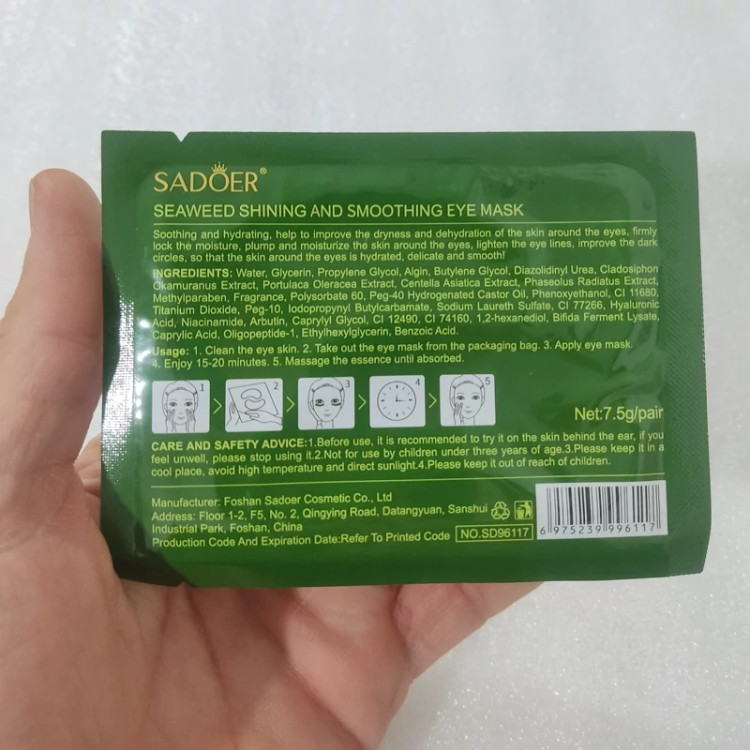 SADOER®
SEAWEED SHINING AND SMOOTHING EYE MASK
Soothing and hydrating, help to improve the dryness and dehydration of the skin around the eyes, firmly
lock the moisture, plump and moisturize the skin around the eyes, lighten the eye lines, improve the dark
circles, so that the skin around the eyes is hydrated, delicate and smooth!
INGREDIENTS: Water, Glycerin, Propylene Glycol, Algin, Butylene Glycol, Diazolidinyl Urea, Cladosiphon
Okamuranus Extract, Portulaca Oleracea Extract, Centella Asiatica Extract, Phaseolus Radiatus Extract,
Methylparaben, Fragrance, Polysorbate 60, Peg-40 Hydrogenated Castor Oil, Phenoxyethanol, CI 11680,
Titanium Dioxide, Peg-10, Iodopropynyl Butylcarbamate, Sodium Laureth Sulfate, CI 77266, Hyaluronic
Acid, Niacinamide, Arbutin, Caprylyl Glycol, CI 12490, CI 74160, 1,2-hexanediol, Bifida Ferment Lysate,
Caprylic Acid, Oligopeptide-1, Ethylhexylglycerin, Benzoic Acid.
Usage: 1. Clean the eye skin. 2. Take out the eye mask from the packaging bag. 3. Apply eye mask.
4. Enjoy 15-20 minutes. 5. Massage the essence until absorbed.
1 2 3 4 5
Net:7.5g/pair
CARE AND SAFETY ADVICE:1.Before use, it is recommended to try it on the skin behind the ear, if you
feel unwell, please stop using it.2.Not for use by children under three years of age.3.Please keep it in a
cool place, avoid high temperature and direct sunlight.4.Please keep it out of reach of children.
Manufacturer: Foshan Sadoer Cosmetic Co., Ltd
Address: Floor 1-2, F5, No. 2, Qingying Road, Datangyuan, Sanshui
Industrial Park, Foshan, China
Production Code And Expiration Date:Refer To Printed Code
NO.SD96117
6 975239 996117